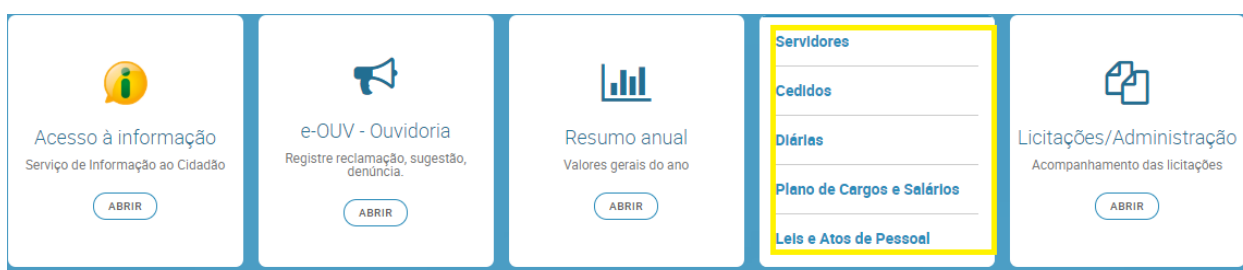 Acesso à informação
Serviço de Informação ao Cidadão
ABRIR
e-OUV - Ouvidoria
Registre reclamação, sugestão,
denúncia.
ABRIR
Resumo anual
Valores gerais do ano
ABRIR
Servidores
Cedidos
Diárias
Plano de Cargos e Salários
Leis e Atos de Pessoal
Licitações/Administração
Acompanhamento das licitações
ABRIR